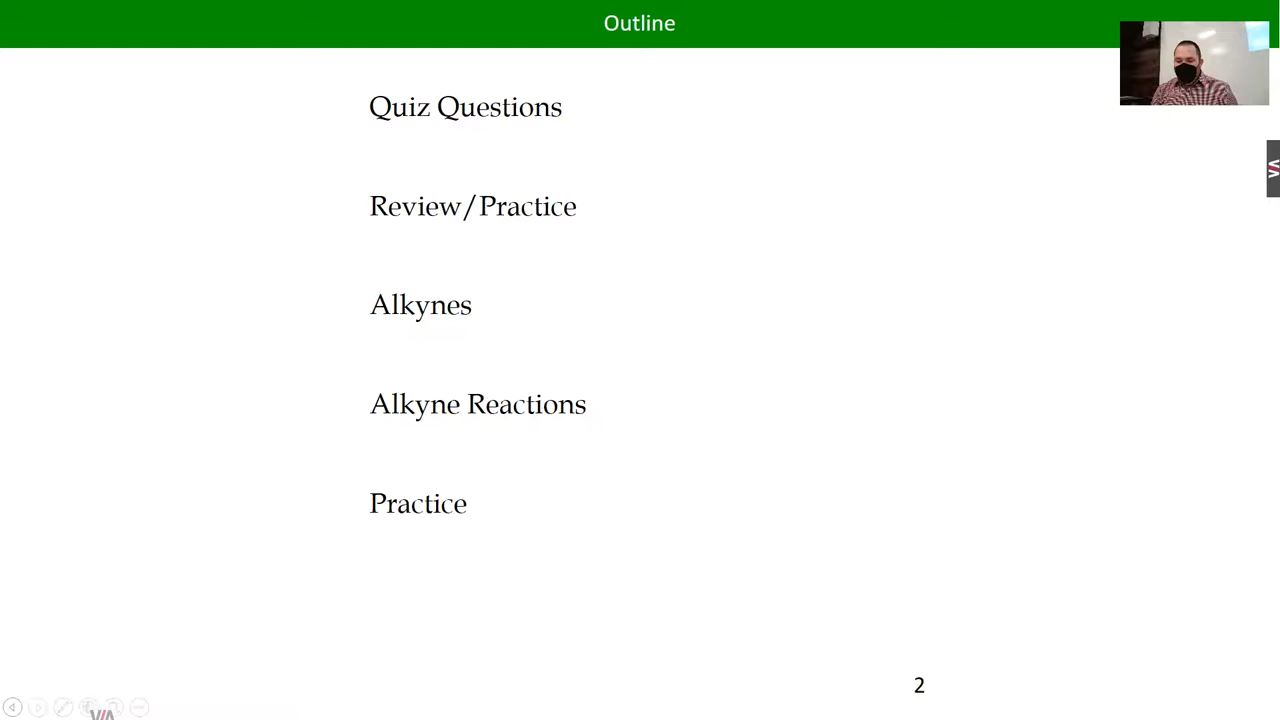 Outline
Quiz Questions
Review/Practice
Alkynes
Alkyne Reactions
Practice
2